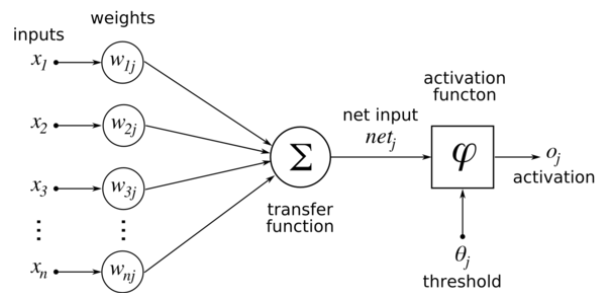 weights
inputs
x1
w1j
x2
w2j
x3
w3j
xn
wnj
Σ
transfer
function
net input
netj
activation
functon
φ
oj
activation
θj
threshold